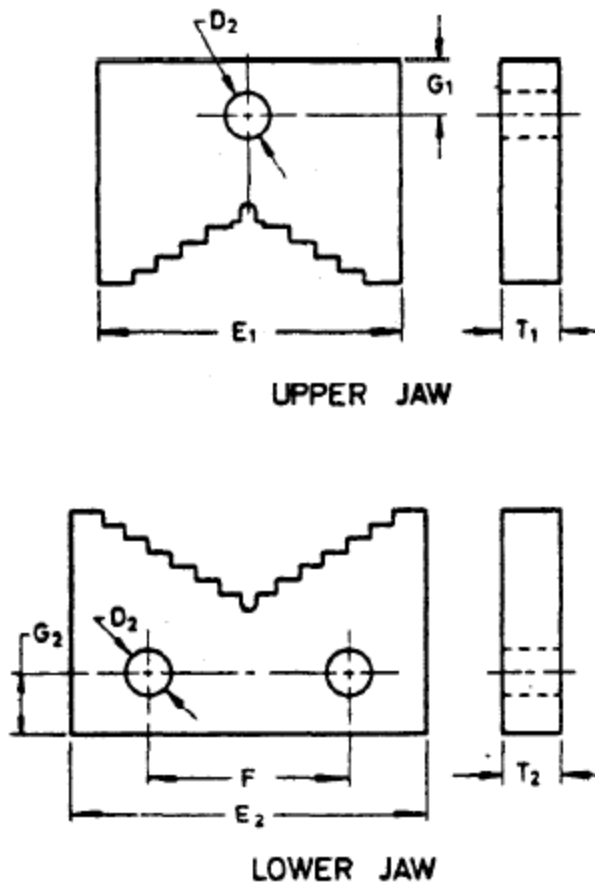 D₂
G₁
E₁
T₁
UPPER JAW
G₂
D₂
F
E₂
T₂
LOWER JAW